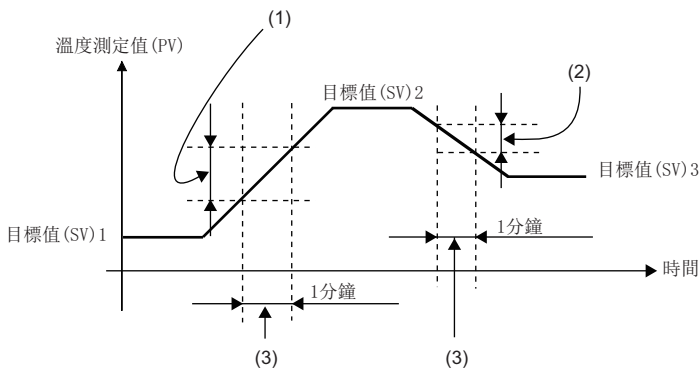 (1)
溫度測定值(PV)
(2)
目標值(SV)2
目標值(SV)3
目標值(SV)1
1分鐘
時間
1分鐘
(3)
(3)